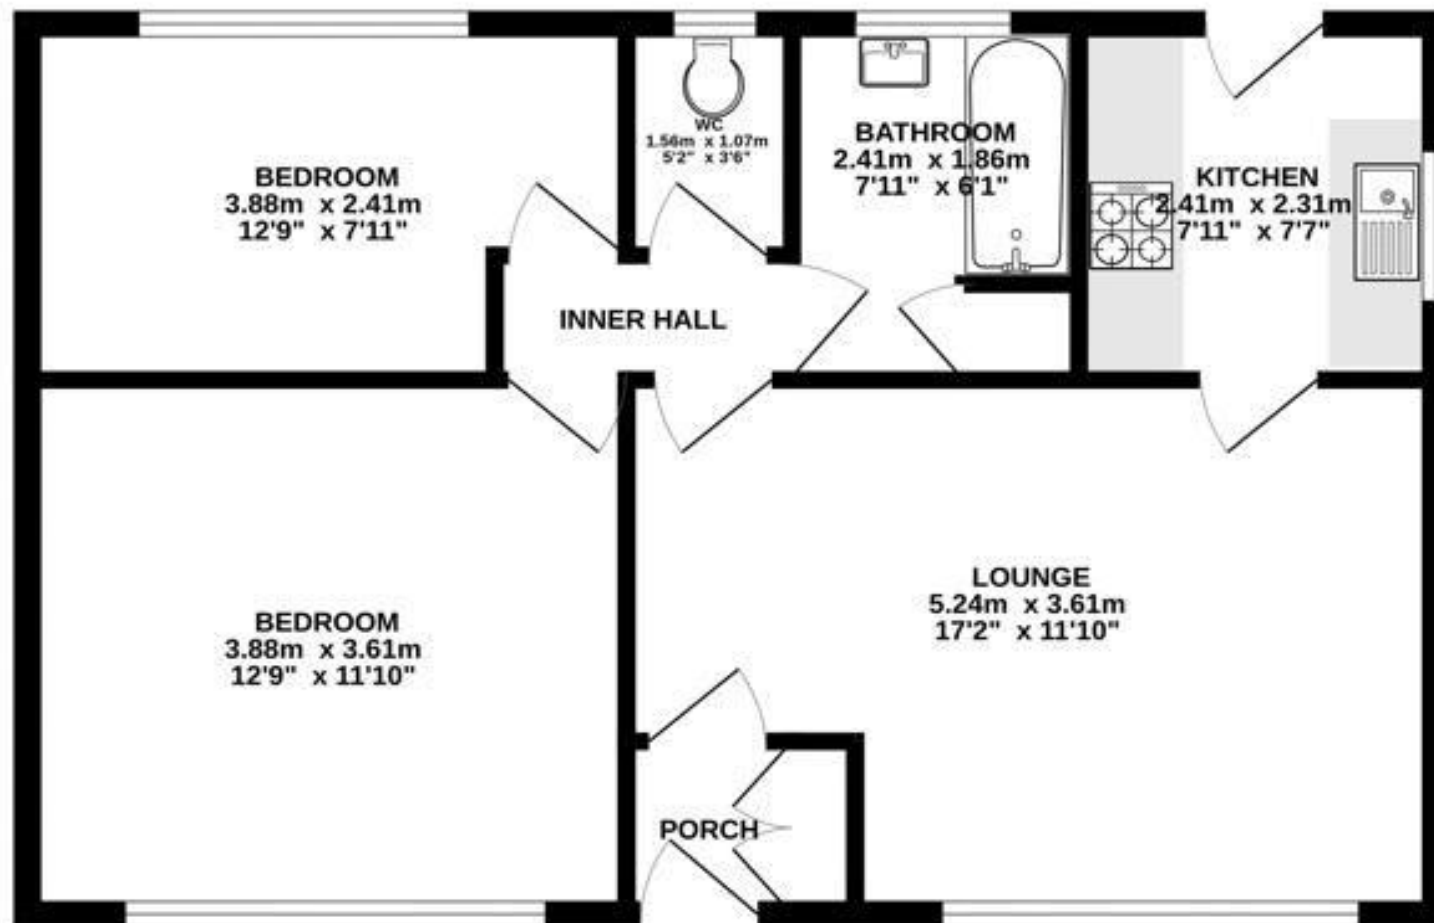 WC
1.56m x 1.07m
5'2" x 3'6"
BATHROOM
2.41m x 1.86m
7'11" x 6'1"
BEDROOM
3.88m x 2.41m
12'9" x 7'11"
KITCHEN
2.41m x 2.31m
7'11" x 7'7"
INNER HALL
LOUNGE
5.24m x 3.61m
17'2" x 11'10"
BEDROOM
3.88m x 3.61m
12'9" x 11'10"
PORCH